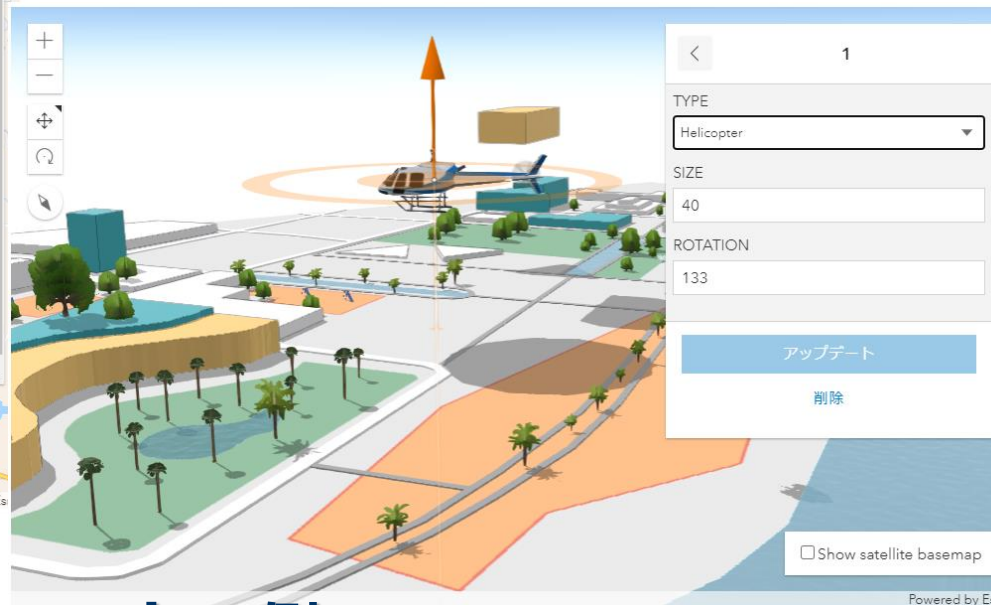 1
TYPE
Helicopter
SIZE
40
ROTATION
133
アップデート
削除
Show satellite basemap
Powered by